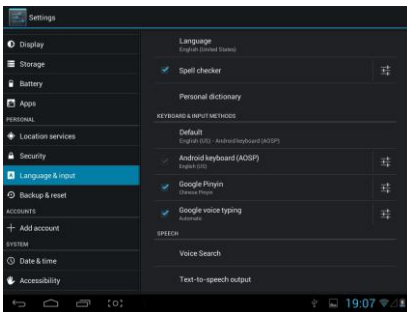 Settings
Display
Storage
Battery
Apps
PERSONAL
Location services
Security
Language & input
Backup & reset
ACCOUNTS
Add account
SYSTEM
Date & time
Accessibility
Language
English (United States)
Spell checker
Personal dictionary
KEYBOARD & INPUT METHODS
Default
English (US) - Android keyboard (AOSP)
Android keyboard (AOSP)
English (US)
Google Pinyin
Chinese Pinyin
Google voice typing
Automatic
SPEECH
Voice Search
Text-to-speech output
19:07